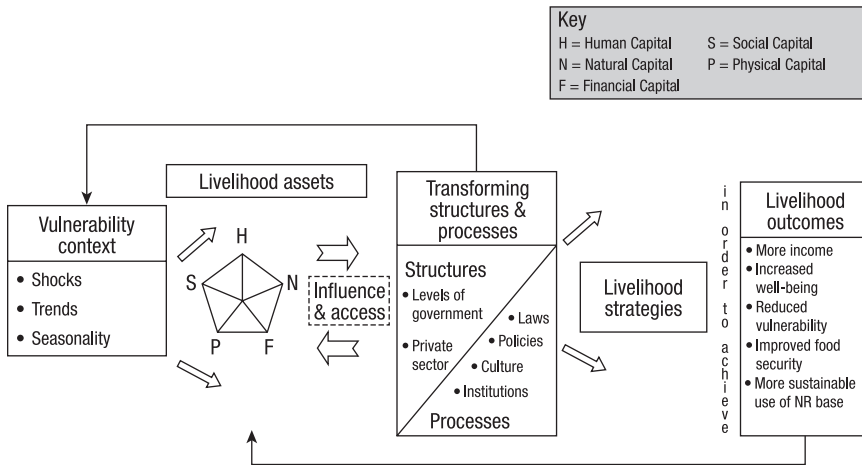 Key
H = Human Capital S = Social Capital
N = Natural Capital P = Physical Capital
F = Financial Capital
Livelihood assets
Vulnerability
context
• Shocks
• Trends
• Seasonality
H
S
N
P
F
Influence
& access
Transforming
structures &
processes
Structures
• Levels of
government
• Private
sector
• Laws
• Policies
• Culture
• Institutions
Processes
Livelihood
strategies
in order to achieve
Livelihood
outcomes
• More income
• Increased
well-being
• Reduced
vulnerability
• Improved food
security
• More sustainable
use of NR base